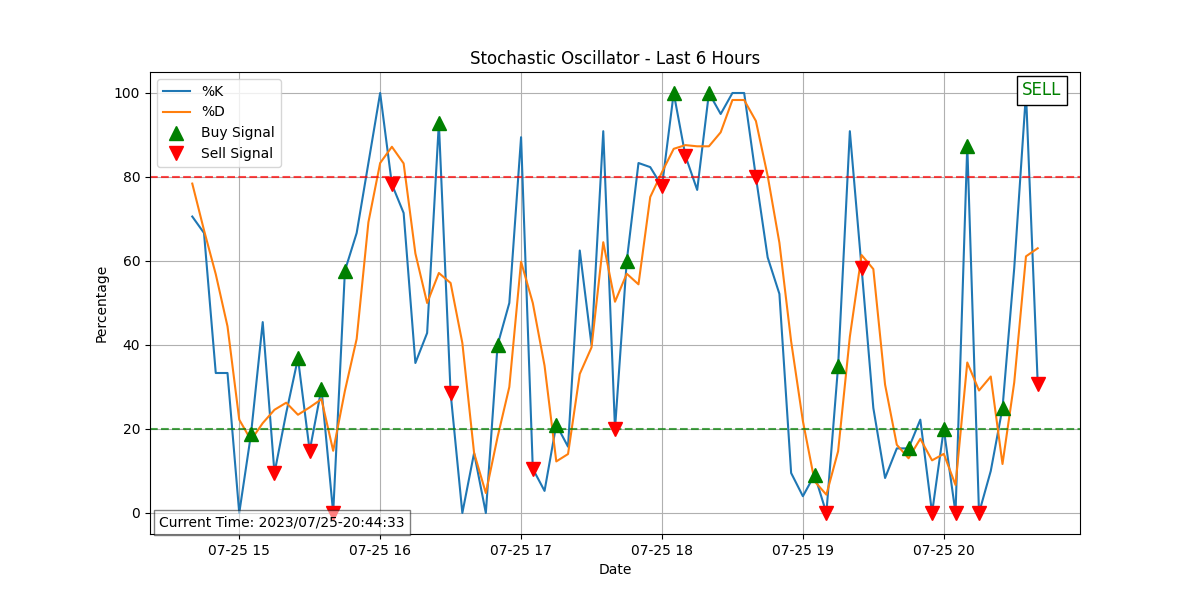 Stochastic Oscillator - Last 6 Hours
%K
%D
Buy Signal
Sell Signal
SELL
100
80
60
40
20
0
Percentage
Current Time: 2023/07/25-20:44:33
07-25 15
07-25 16
07-25 17
07-25 18
07-25 19
07-25 20
Date